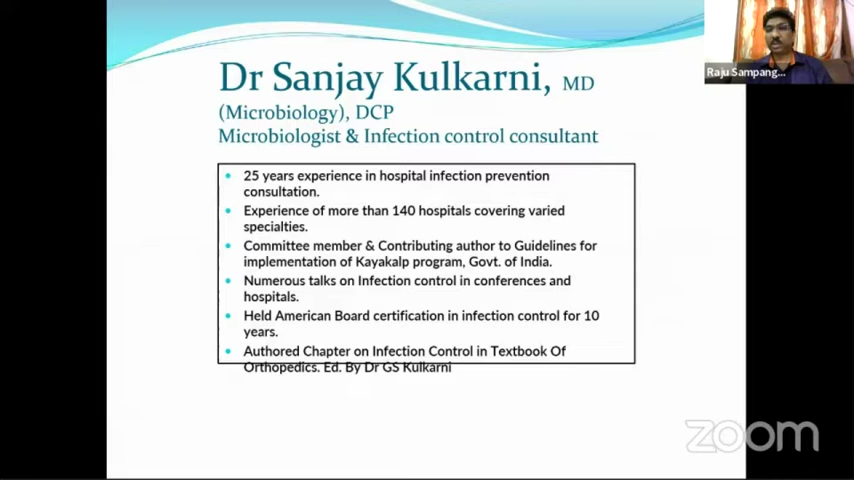 Dr Sanjay Kulkarni, MD
(Microbiology), DCP
Microbiologist & Infection control consultant
• 25 years experience in hospital infection prevention
consultation.
• Experience of more than 140 hospitals covering varied
specialties.
• Committee member & Contributing author to Guidelines for
implementation of Kayakalp program, Govt. of India.
• Numerous talks on Infection control in conferences and
hospitals.
• Held American Board certification in infection control for 10
years.
• Authored Chapter on Infection Control in Textbook Of
Orthopedics. Ed. By Dr GS Kulkarni
Raju Sampang...
zoom